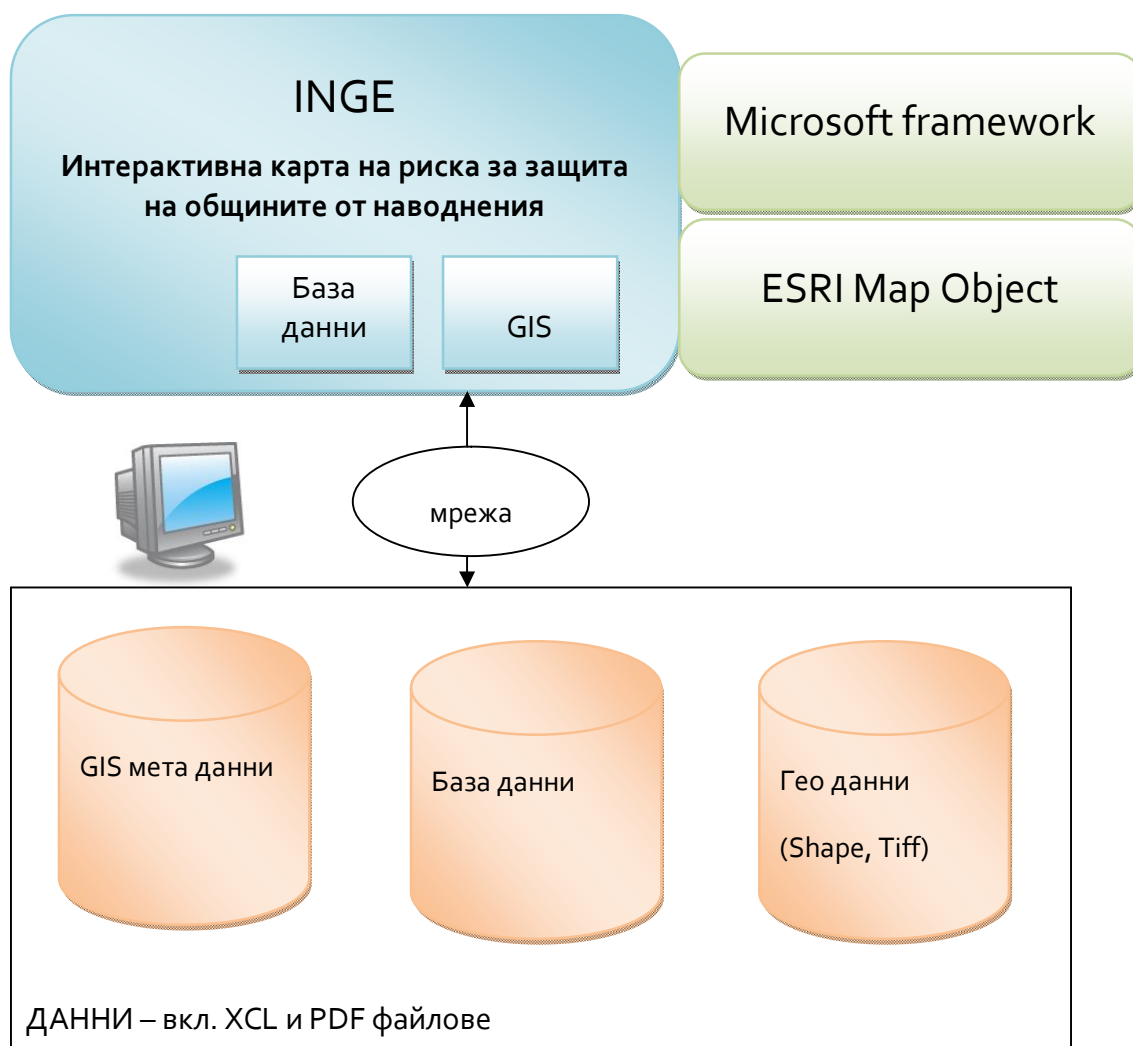 INGE
Интерактивна карта на риска за защита
на общините от наводнения
База
данни
GIS
Microsoft framework
ESRI Map Object
мрежа
GIS мета данни
База данни
Гео данни
(Shape, Tiff)
ДАННИ – вкл. XCL и PDF файлове